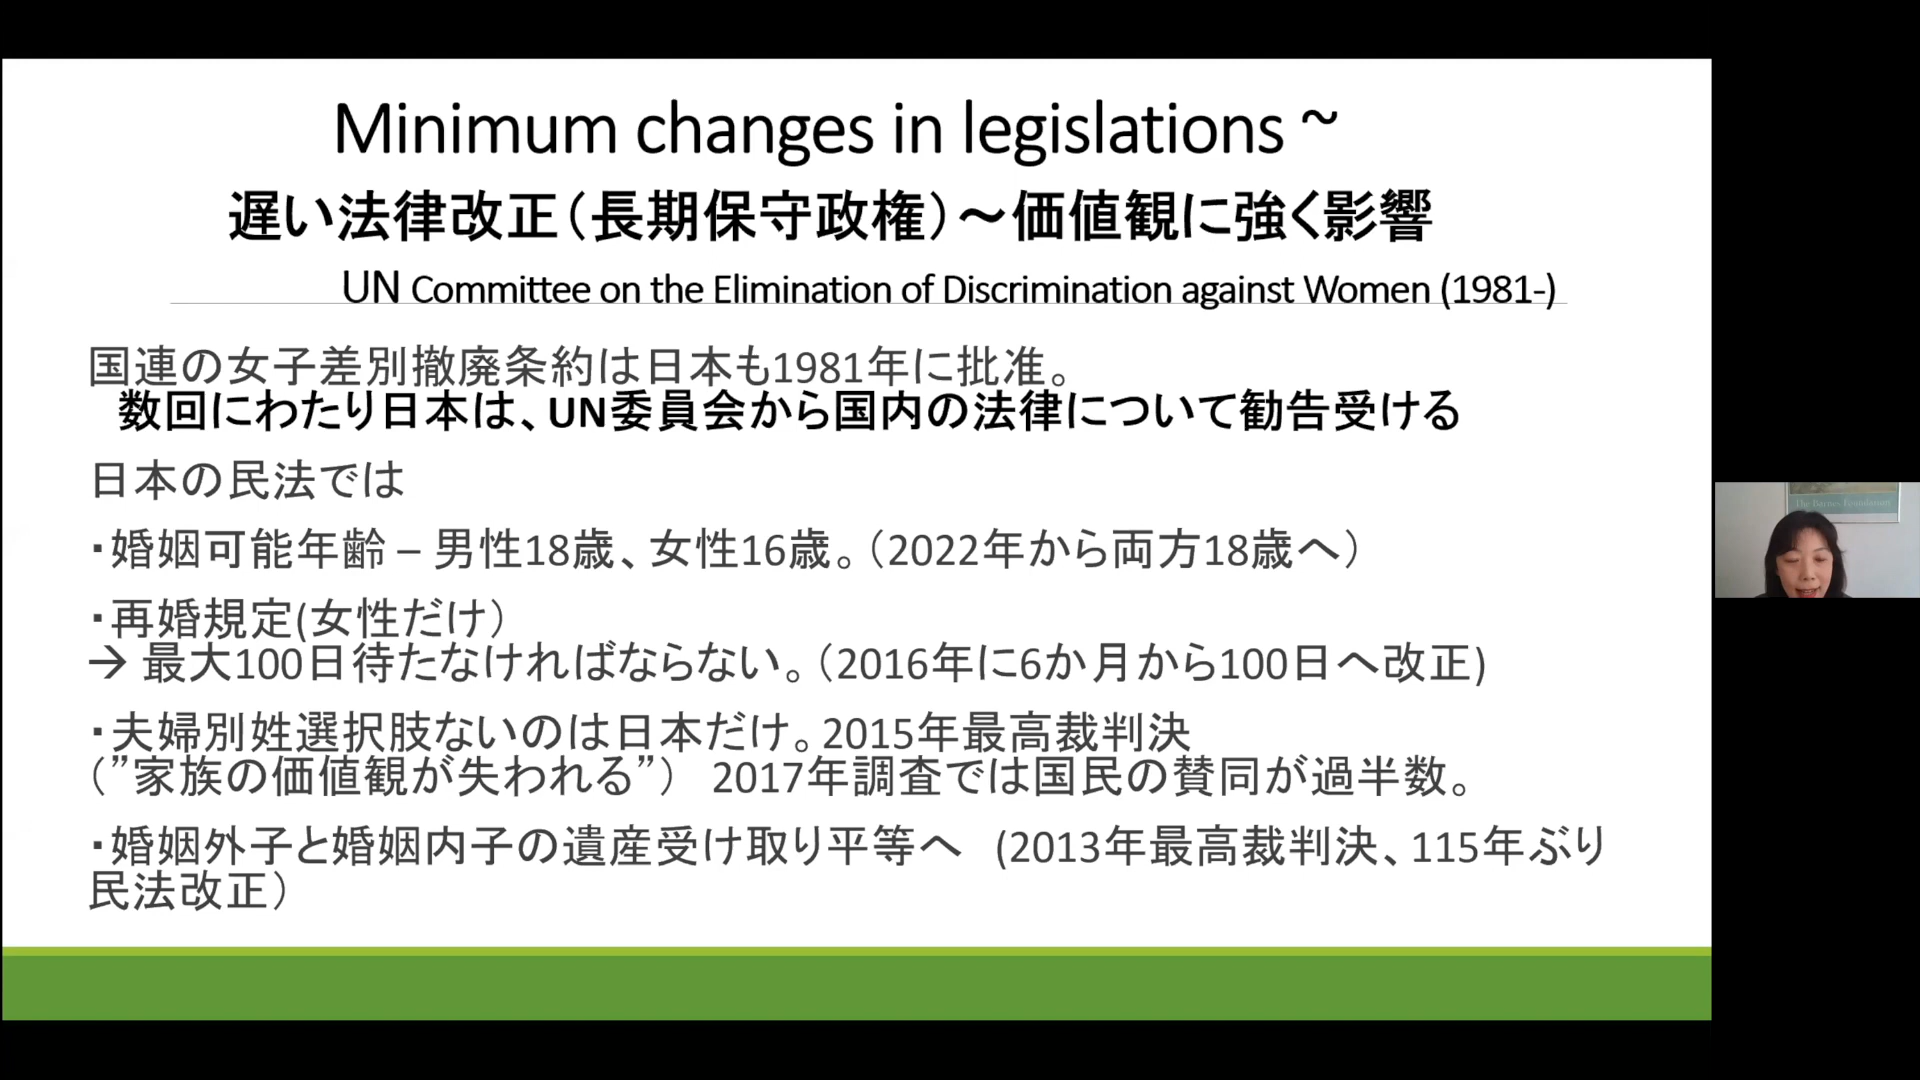 Minimum changes in legislations ~
遅い法律改正（長期保守政権）～価値観に強く影響
UN Committee on the Elimination of Discrimination against Women (1981-)
国連の女子差別撤廃条約は日本も1981年に批准。
数回にわたり日本は、UN委員会から国内の法律について勧告受ける
日本の民法では
・婚姻可能年齢 – 男性18歳、女性16歳。（2022年から両方18歳へ）
・再婚規定(女性だけ）
→ 最大100日待たなければならない。（2016年に6か月から100日へ改正)
・夫婦別姓選択肢ないのは日本だけ。2015年最高裁判決
（”家族の価値観が失われる”） 2017年調査では国民の賛同が過半数。
・婚姻外子と婚姻内子の遺産受け取り平等へ (2013年最高裁判決、115年ぶり
民法改正）
The Barnes Foundation